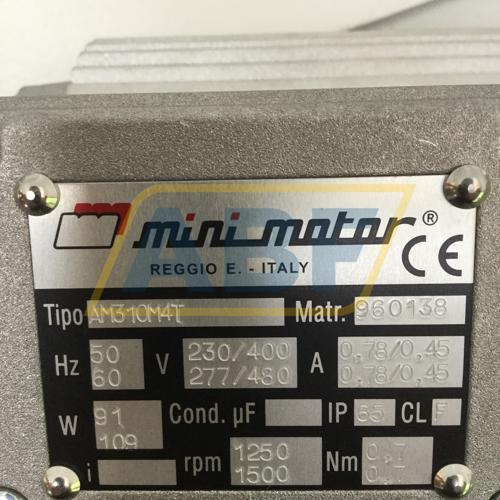 mini motor®
REGGIO E. - ITALY
CE
Tipo AM310M4T Matr. 960138
Hz 50 V 230/400 A 0,78/0,45
60 277/480 0,78/0,45
W 91 Cond. µF IP 65 CL F
109
i rpm 1250 Nm
1500
ABF